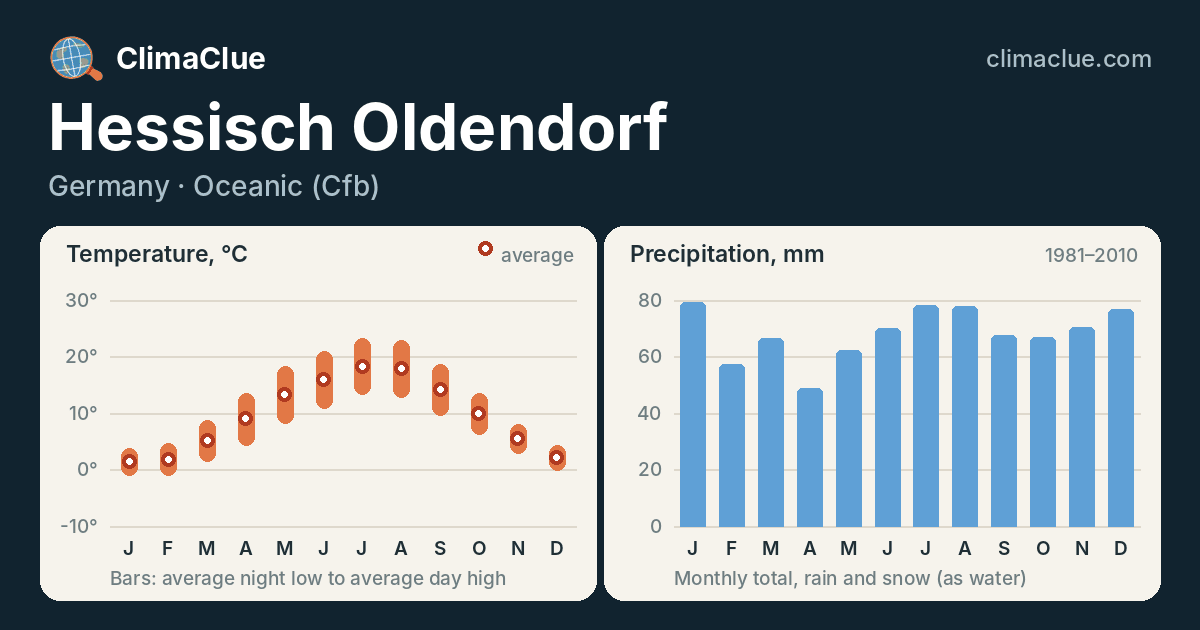 ClimaClue
climaclue.com
Hessisch Oldendorf
Germany · Oceanic (Cfb)
Temperature, °C
average
30°
20°
10°
0°
-10°
J F M A M J J A S O N D
Bars: average night low to average day high
Precipitation, mm
1981–2010
80
60
40
20
0
J F M A M J J A S O N D
Monthly total, rain and snow (as water)